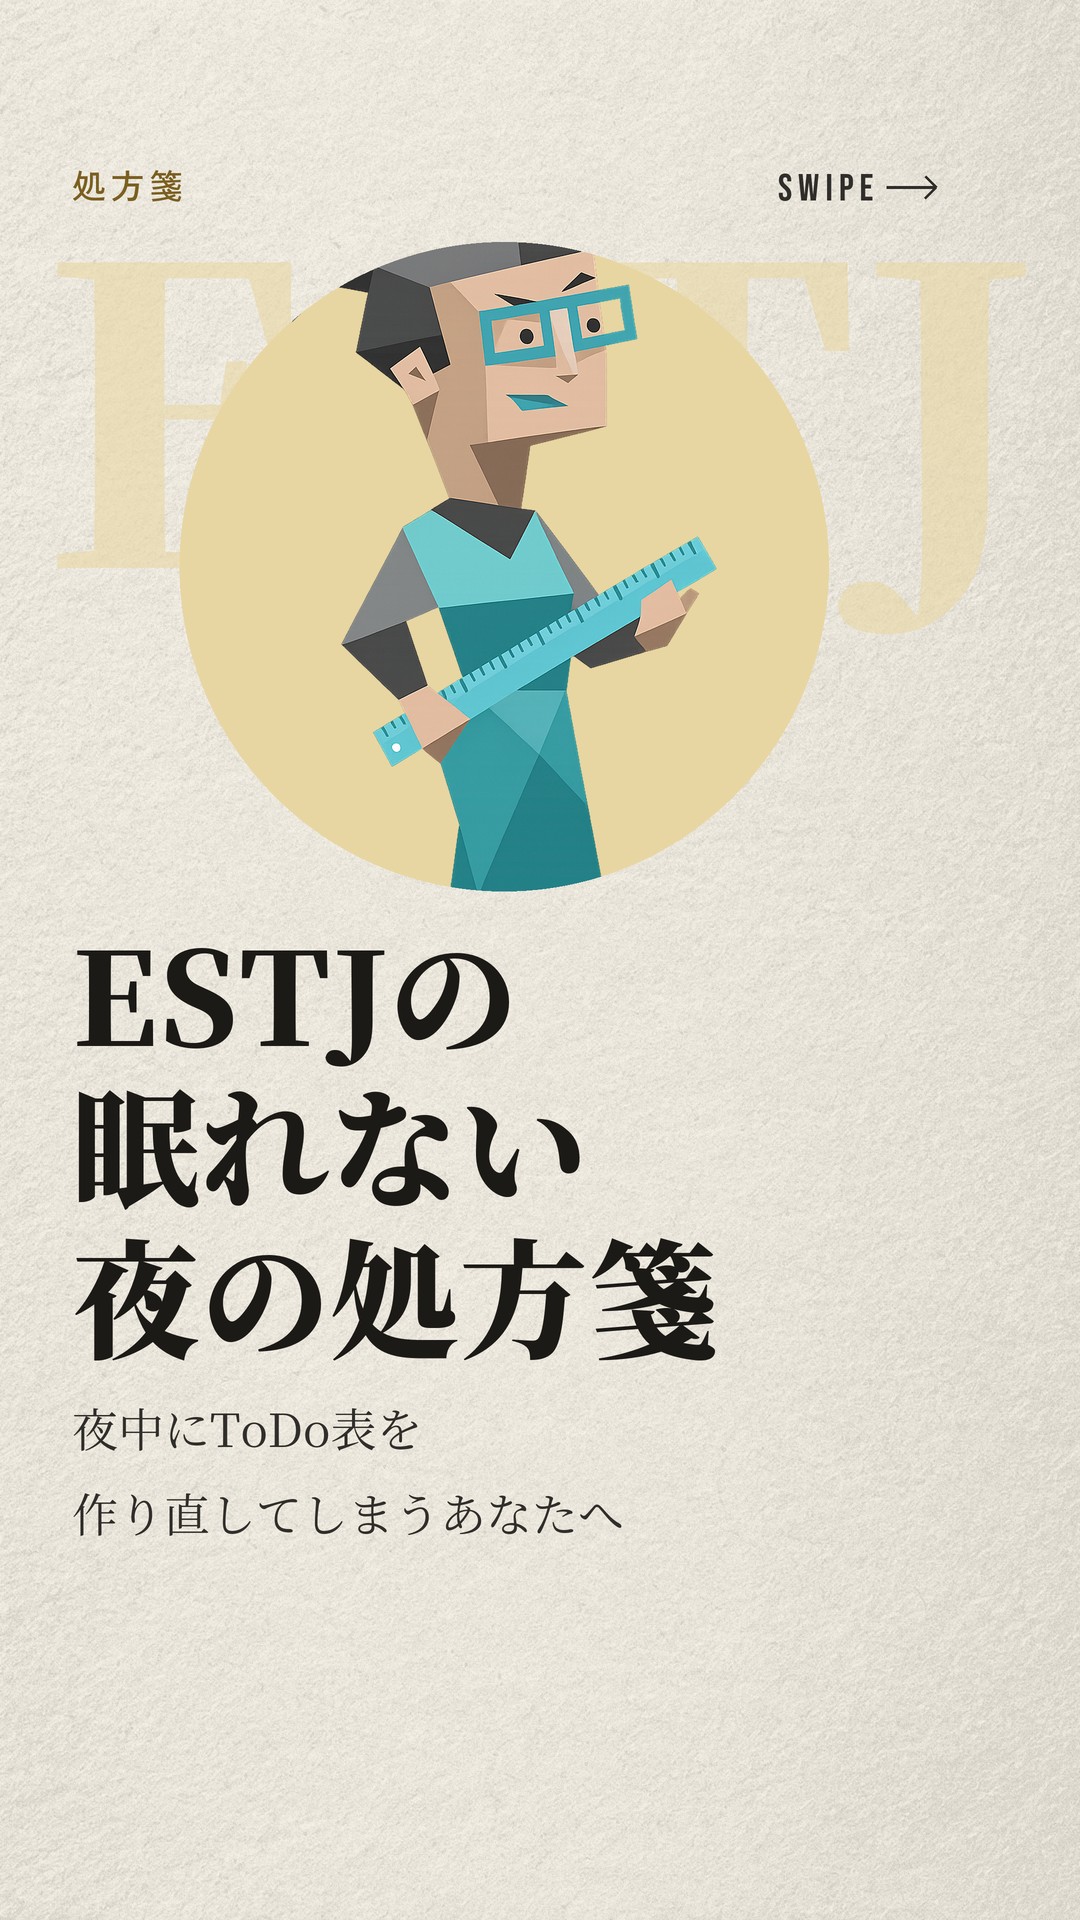 処方箋
SWIPE →
ESTJ
ESTJの
眠れない
夜の処方箋
夜中にToDo表を
作り直してしまうあなたへ